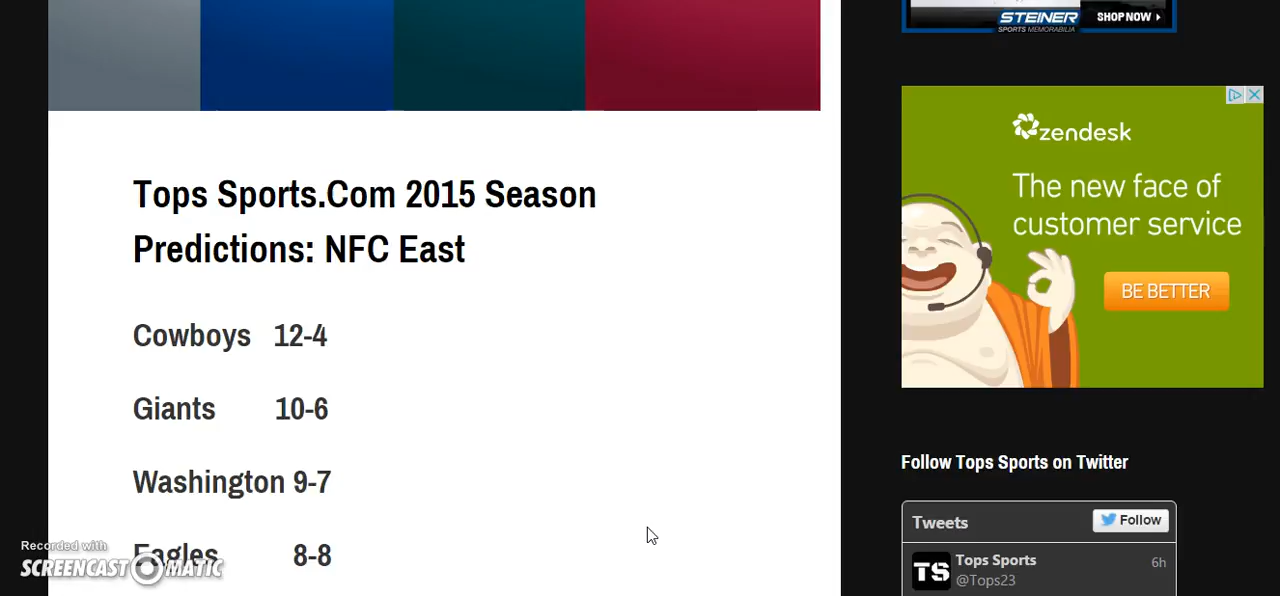 STEINER
SPORTS MEMORABILIA
SHOP NOW
zendesk
The new face of
customer service
BE BETTER
Tops Sports.Com 2015 Season
Predictions: NFC East
Cowboys 12-4
Giants 10-6
Washington 9-7
Eagles 8-8
Follow Tops Sports on Twitter
Tweets
Follow
TS
Tops Sports
6h
@Tops23
Recorded with
SCREENCAST-O-MATIC